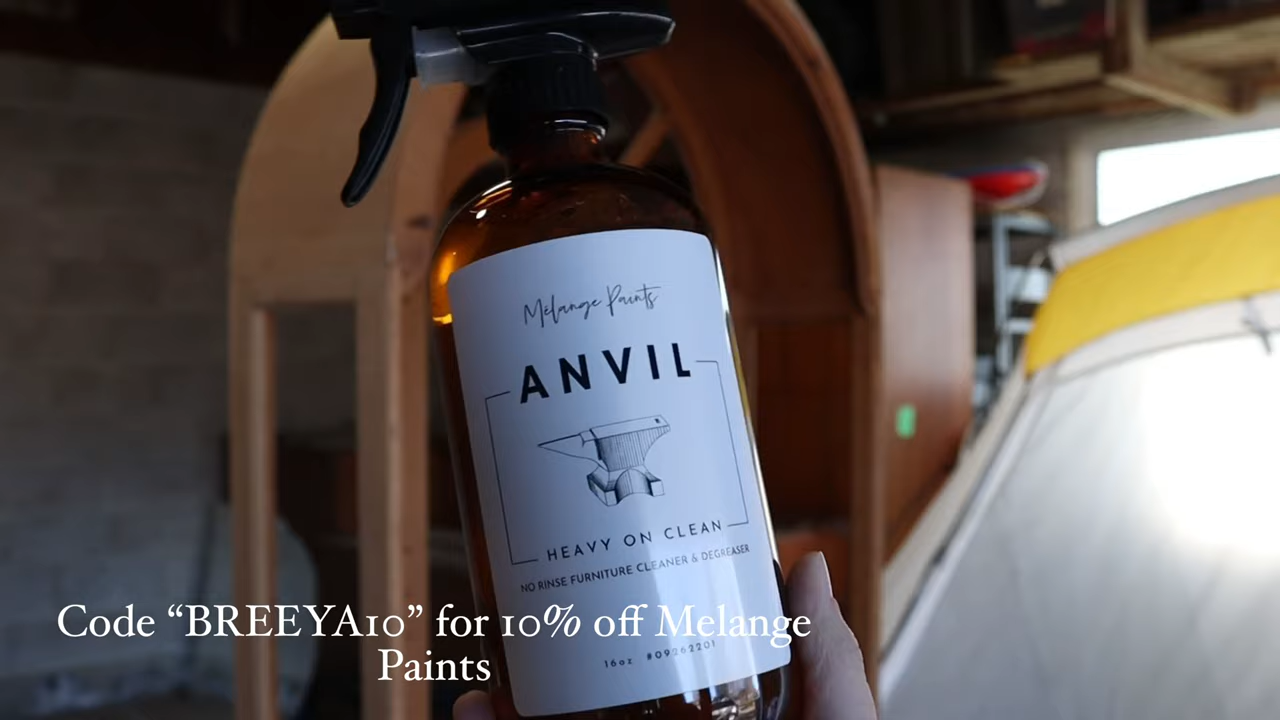 Melange Paints
ANVIL
HEAVY ON CLEAN
NO RINSE FURNITURE CLEANER & DEGREASER
16oz #09262201
Code “BREEYA10” for 10% off Melange
Paints